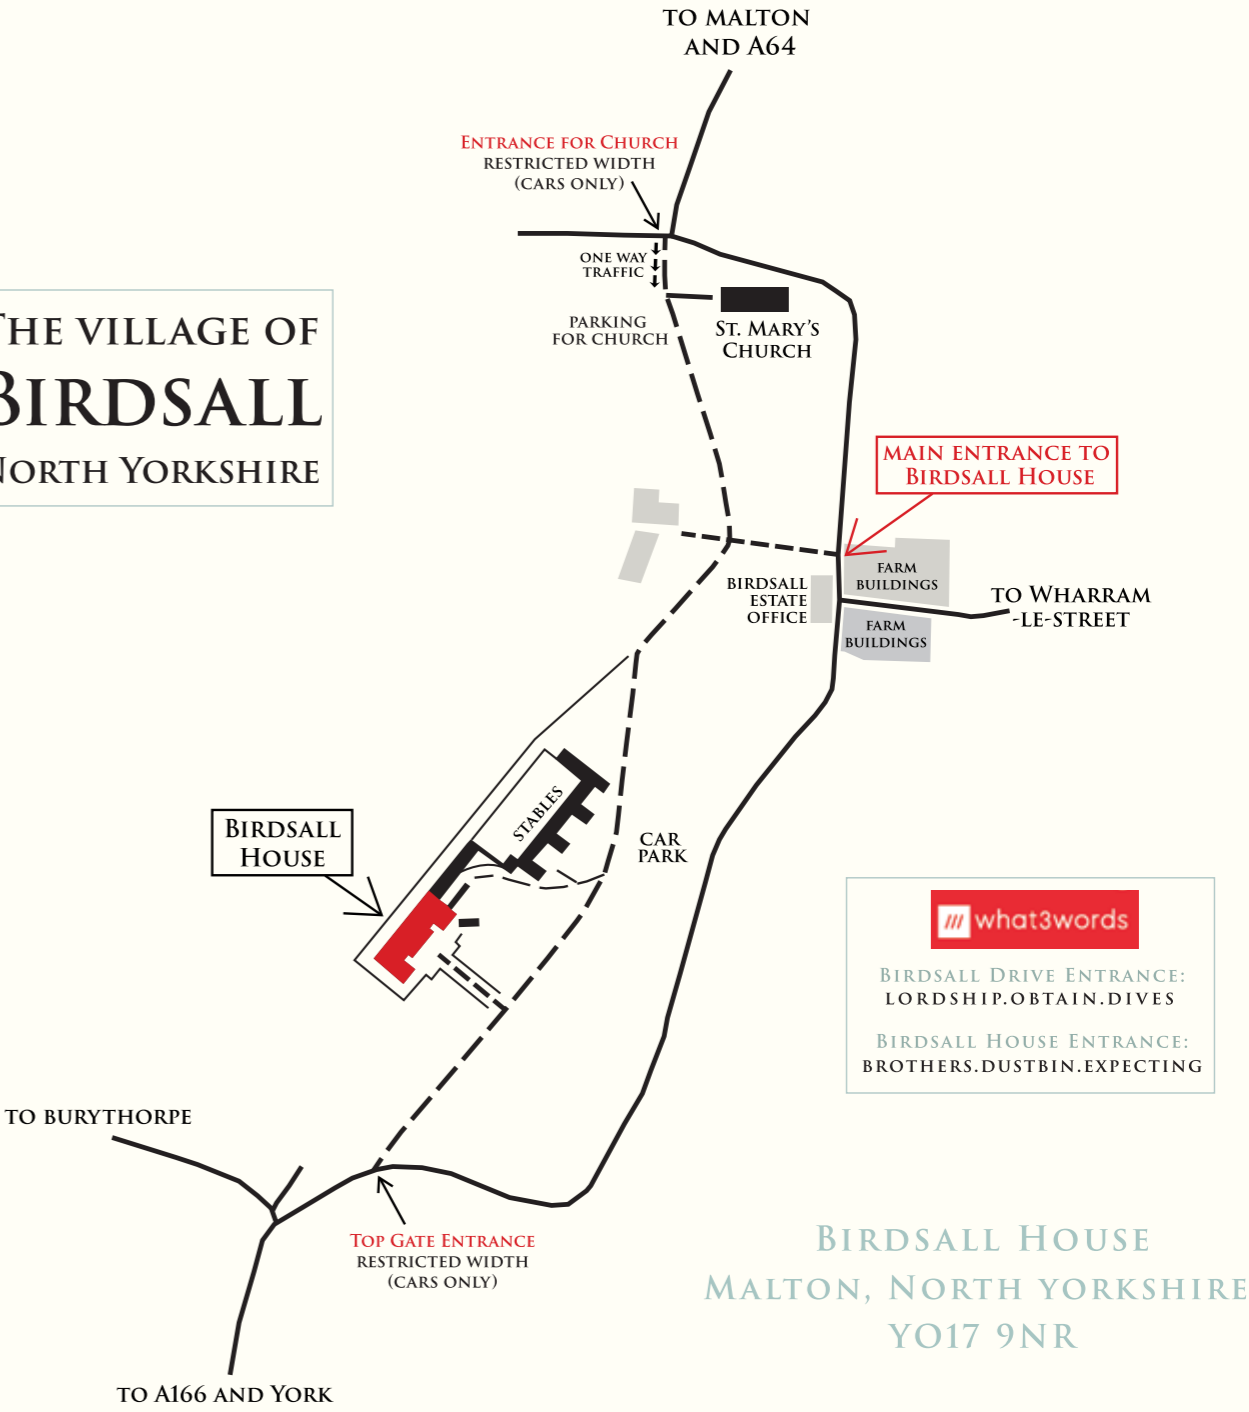 TO MALTON
AND A64
ENTRANCE FOR CHURCH
RESTRICTED WIDTH
(CARS ONLY)
ONE WAY
TRAFFIC
PARKING
FOR CHURCH
ST. MARY'S
CHURCH
THE VILLAGE OF
BIRDSALL
NORTH YORKSHIRE
MAIN ENTRANCE TO
BIRDSALL HOUSE
FARM
BUILDINGS
BIRDSALL
ESTATE
OFFICE
TO WHARRAM
-LE-STREET
FARM
BUILDINGS
STABLES
BIRDSALL
HOUSE
CAR
PARK
what3words
BIRDSALL DRIVE ENTRANCE:
LORDSHIP.OBTAIN.DIVES
BIRDSALL HOUSE ENTRANCE:
BROTHERS.DUSTBIN.EXPECTING
TO BURYTHORPE
TOP GATE ENTRANCE
RESTRICTED WIDTH
(CARS ONLY)
BIRDSALL HOUSE
MALTON, NORTH YORKSHIRE
YO17 9NR
TO A166 AND YORK